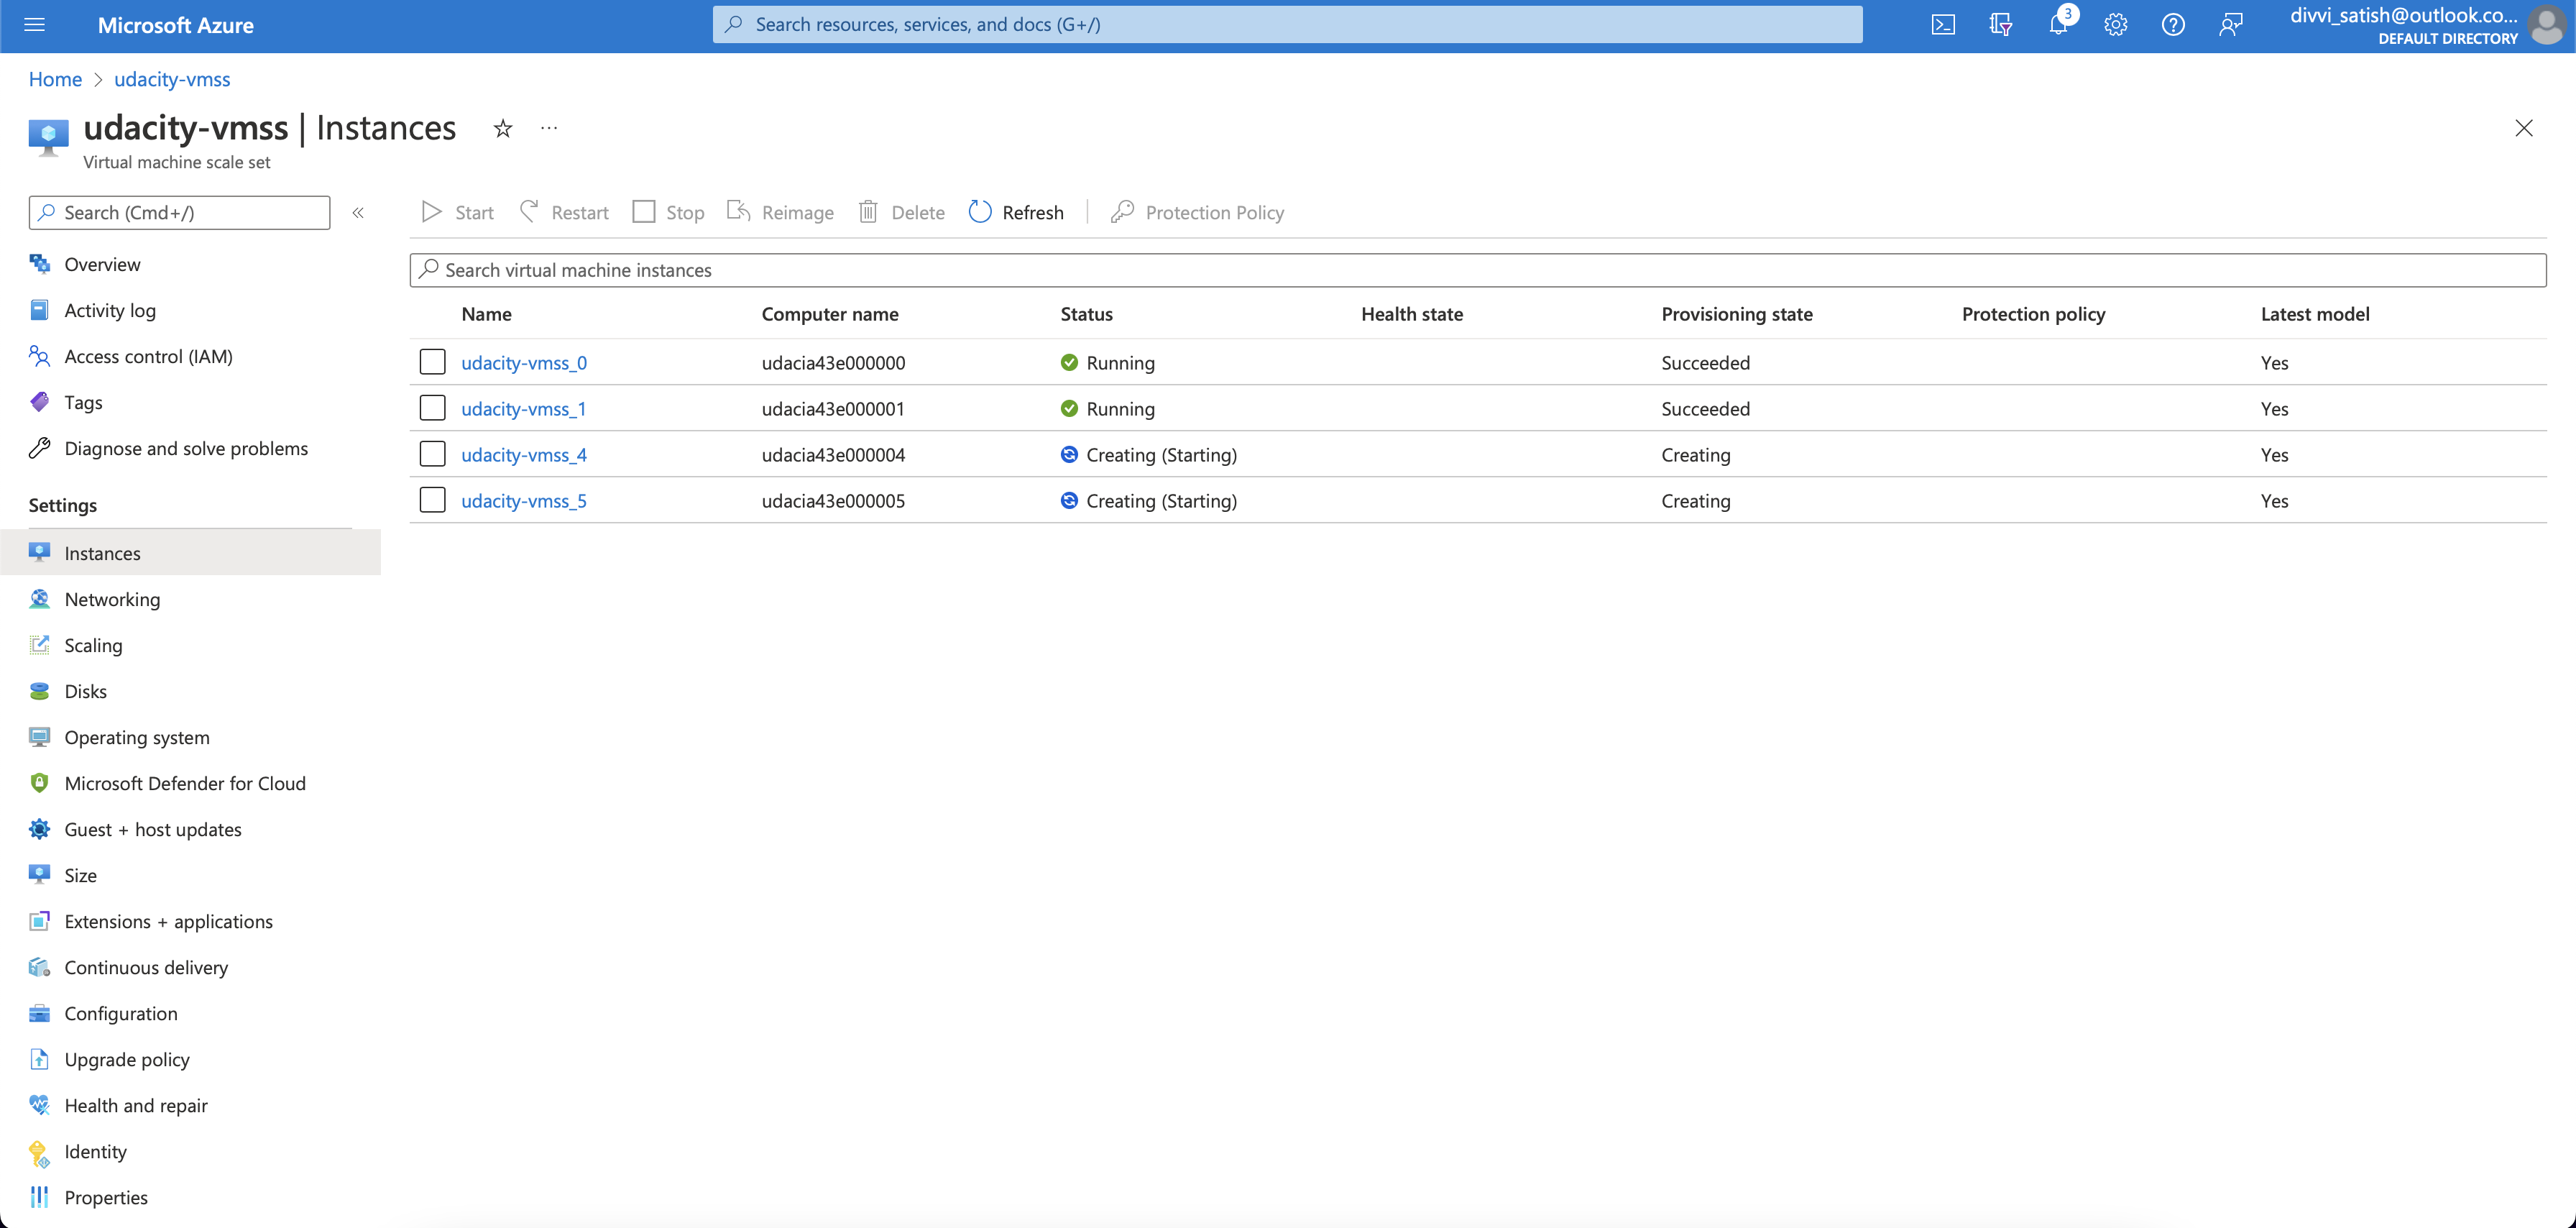 Microsoft Azure
Search resources, services, and docs (G+/)
3
divvi_satish@outlook.co...
DEFAULT DIRECTORY
Home > udacity-vmss
udacity-vmss | Instances
Virtual machine scale set
Search (Cmd+/)
Start Restart Stop Reimage Delete Refresh Protection Policy
Search virtual machine instances
Name Computer name Status Health state Provisioning state Protection policy Latest model
udacity-vmss_0 udacia43e000000 Running Succeeded Yes
udacity-vmss_1 udacia43e000001 Running Succeeded Yes
udacity-vmss_4 udacia43e000004 Creating (Starting) Creating Yes
udacity-vmss_5 udacia43e000005 Creating (Starting) Creating Yes
Overview
Activity log
Access control (IAM)
Tags
Diagnose and solve problems
Settings
Instances
Networking
Scaling
Disks
Operating system
Microsoft Defender for Cloud
Guest + host updates
Size
Extensions + applications
Continuous delivery
Configuration
Upgrade policy
Health and repair
Identity
Properties